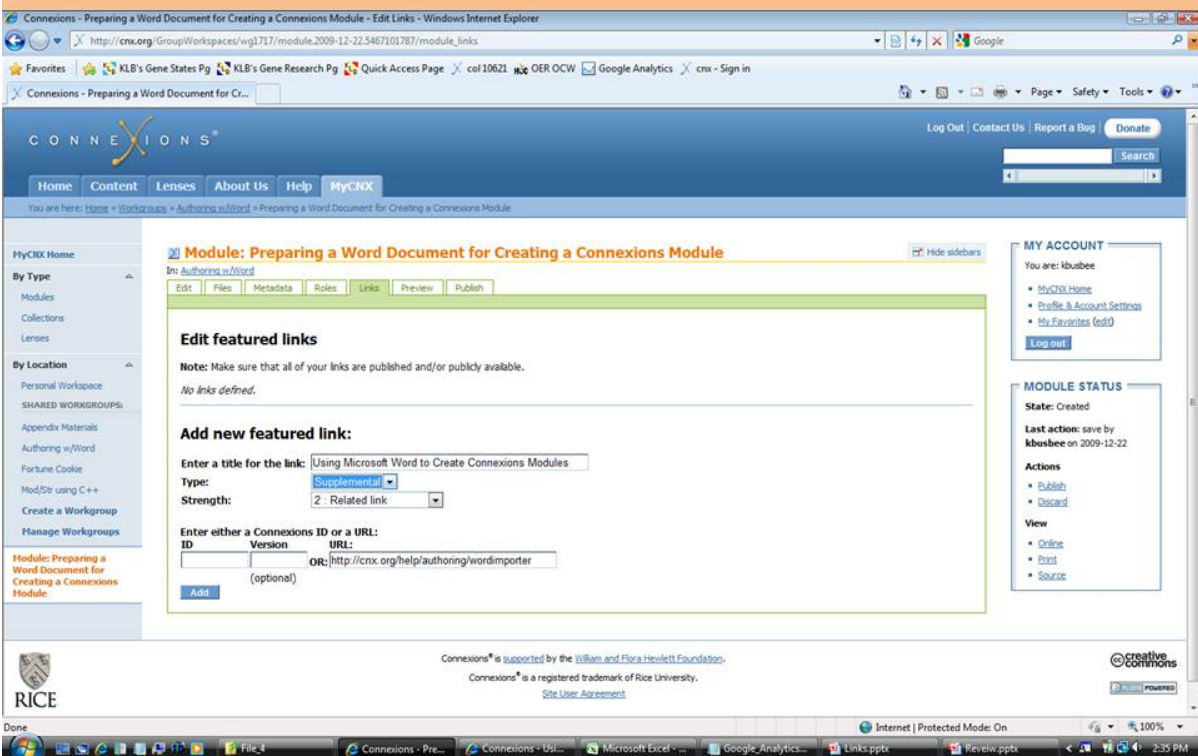 Connexions - Preparing a Word Document for Creating a Connexions Module - Edit Links - Windows Internet Explorer
http://cnx.org/GroupWorkspaces/wg1717/module.2009-12-22.5467101787/module_links
Google
Favorites KLB's Gene States Pg KLB's Gene Research Pg Quick Access Page col10621 OER OCW Google Analytics cnx - Sign in
Connexions - Preparing a Word Document for Cr... Page Safety Tools
CONNEXIONS®
Log Out | Contact Us | Report a Bug Donate
Search
Home Content Lenses About Us Help MyCNX
You are here: Home » Workgroups » Authoring w/Word » Preparing a Word Document for Creating a Connexions Module
MyCNX Home
By Type
Modules
Collections
Lenses
By Location
Personal Workspace
SHARED WORKGROUPS:
Appendix Materials
Authoring w/Word
Fortune Cookie
Mod/Str using C++
Create a Workgroup
Manage Workgroups
Module: Preparing a
Word Document for
Creating a Connexions
Module
Module: Preparing a Word Document for Creating a Connexions Module
Hide sidebars
In: Authoring w/Word
Edit Files Metadata Roles Links Preview Publish
Edit featured links
Note: Make sure that all of your links are published and/or publicly available.
No links defined.
Add new featured link:
Enter a title for the link: Using Microsoft Word to Create Connexions Modules
Type: Supplemental
Strength: 2 : Related link
Enter either a Connexions ID or a URL:
ID Version URL:
OR: http://cnx.org/help/authoring/wordimporter
(optional)
Add
MY ACCOUNT
You are: kbusbee
MyCNX Home
Profile & Account Settings
My Favorites (edit)
Log out
MODULE STATUS
State: Created
Last action: save by
kbusbee on 2009-12-22
Actions
Publish
Discard
View
Online
Print
Source
RICE
Connexions® is supported by the William and Flora Hewlett Foundation.
Connexions® is a registered trademark of Rice University.
Site User Agreement
creative
commons
POWERED
Done Internet | Protected Mode: On 100%
File_4 Connexions - Pre... Connexions - Usi... Microsoft Excel - ... Google_Analytics... Links.pptx Reveiw.pptx 2:35 PM